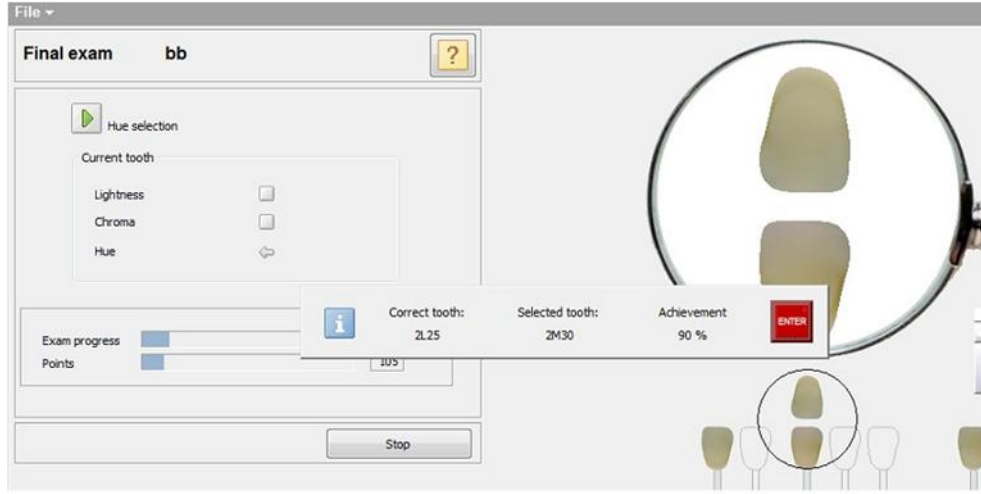 File
Final exam bb
?
Hue selection
Current tooth
Lightness
Chroma
Hue
Correct tooth: Selected tooth: Achievement
2L25 2M30 90 %
ENTER
Exam progress
Points 105
Stop